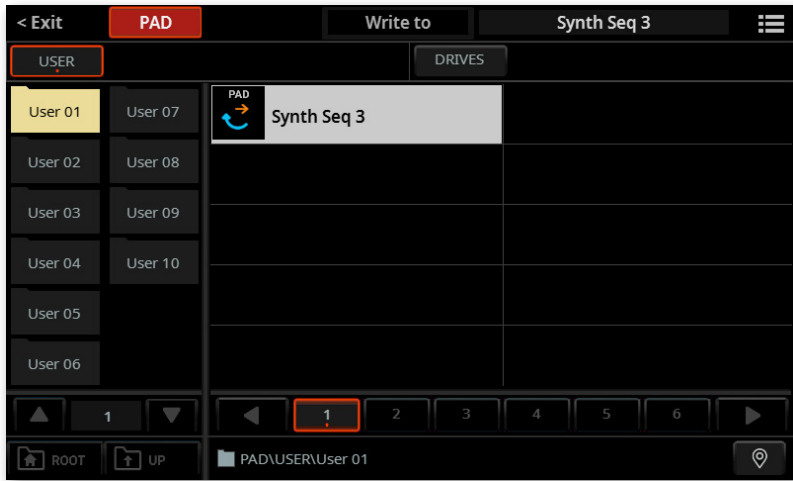 < Exit PAD Write to Synth Seq 3
USER DRIVES
User 01 User 07 PAD Synth Seq 3
User 02 User 08
User 03 User 09
User 04 User 10
User 05
User 06
1 1 2 3 4 5 6
ROOT UP PAD\USER\User 01